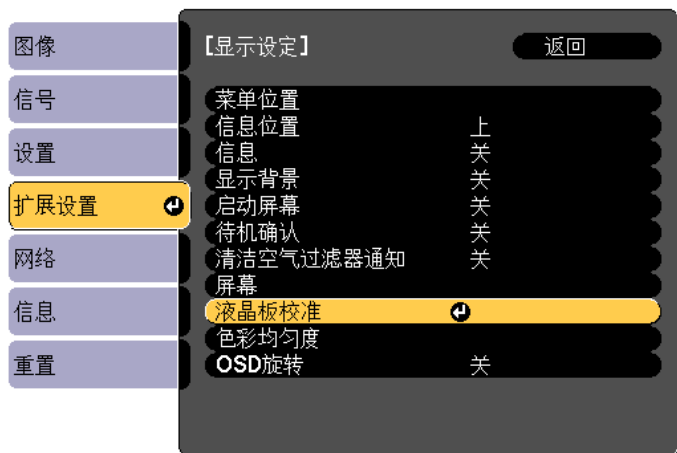 图像
信号
设置
扩展设置
网络
信息
重置
[显示设定] 返回
菜单位置
信息位置 上
信息 关
显示背景 关
启动屏幕 关
待机确认 关
清洁空气过滤器通知 关
屏幕
液晶板校准
色彩均匀度
OSD旋转 关